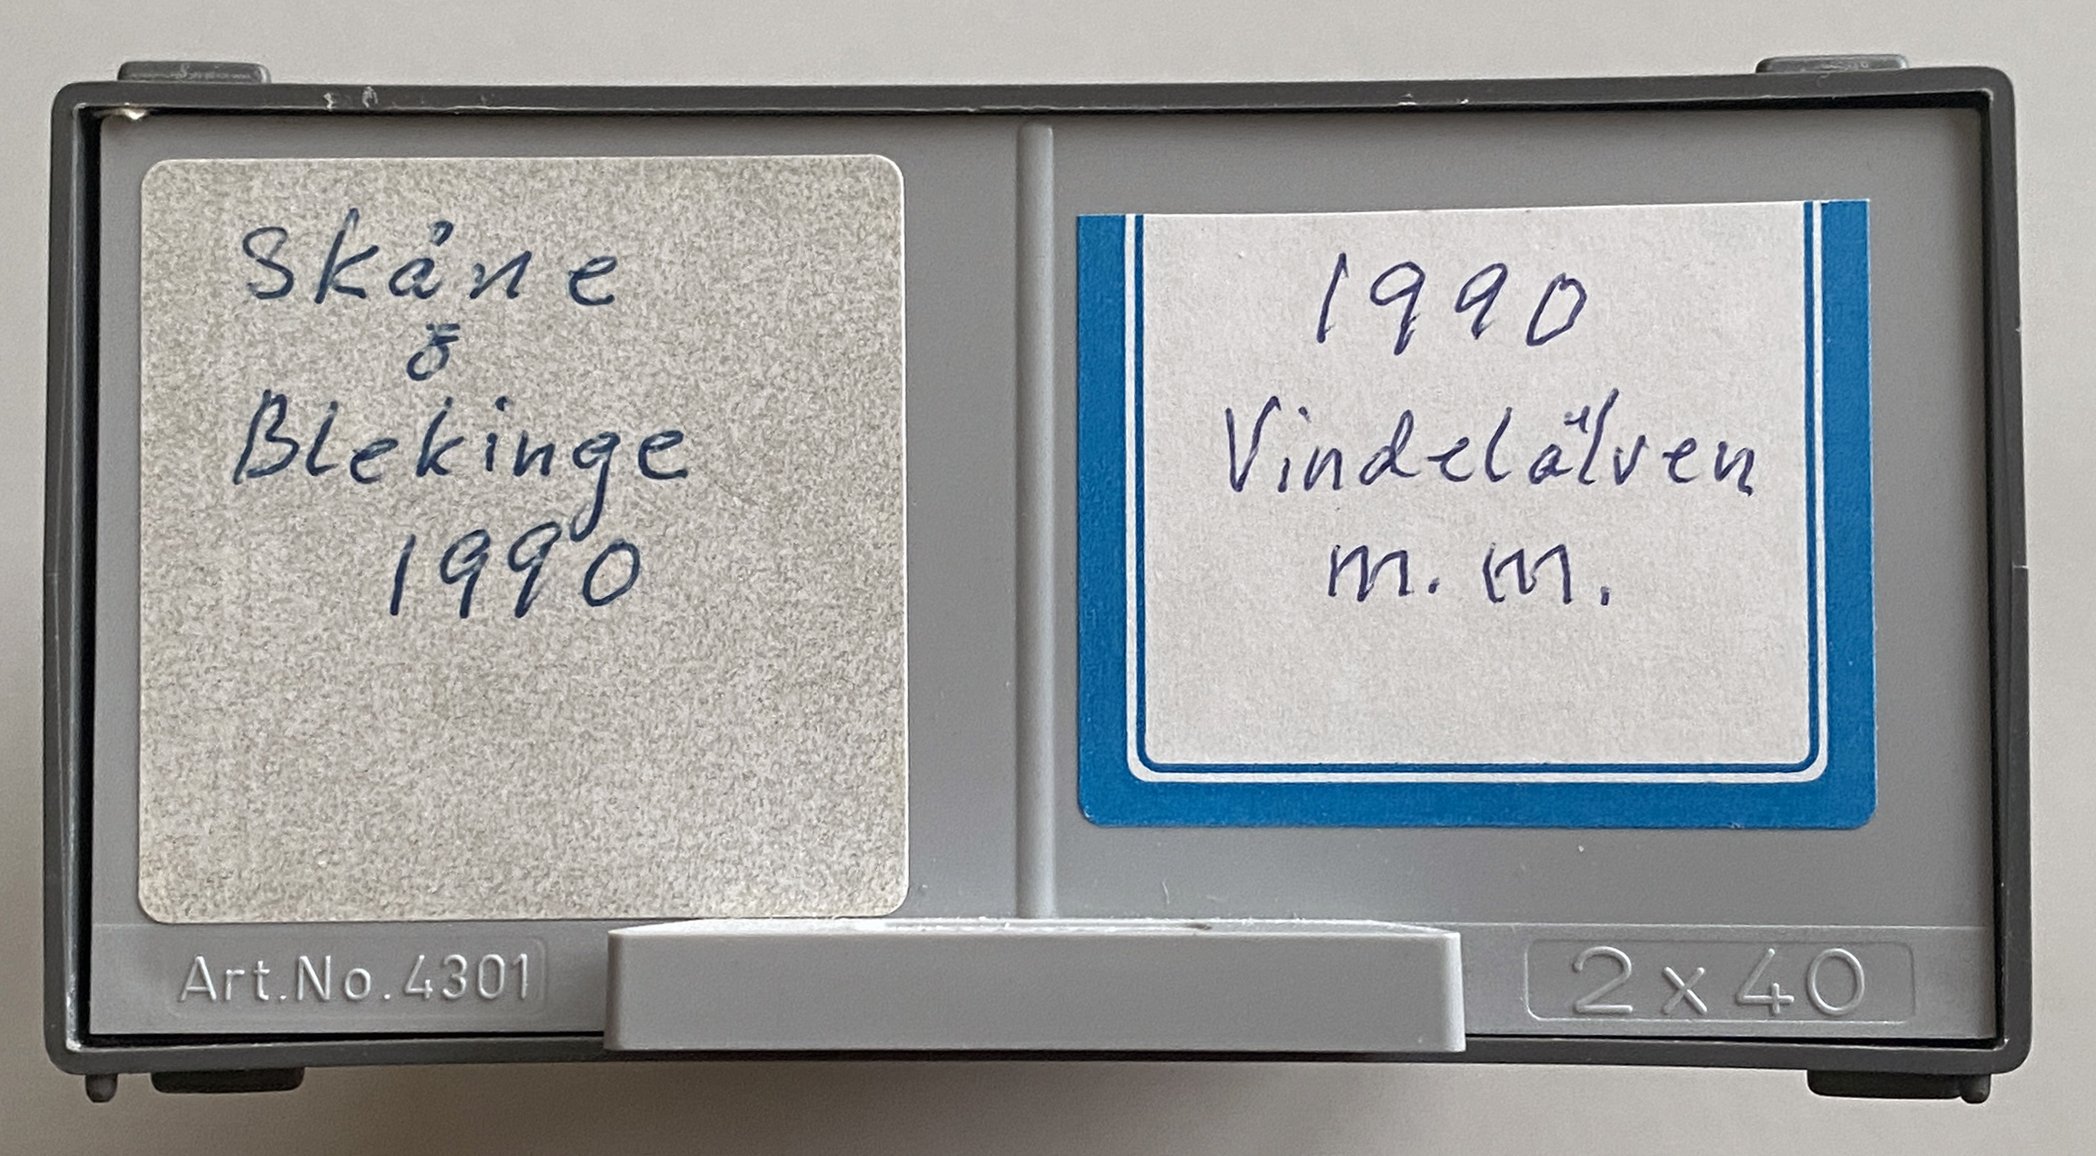 Skåne
o̅
Blekinge
1990
1990
Vindelälven
m.m.
Art.No.4301
2x40